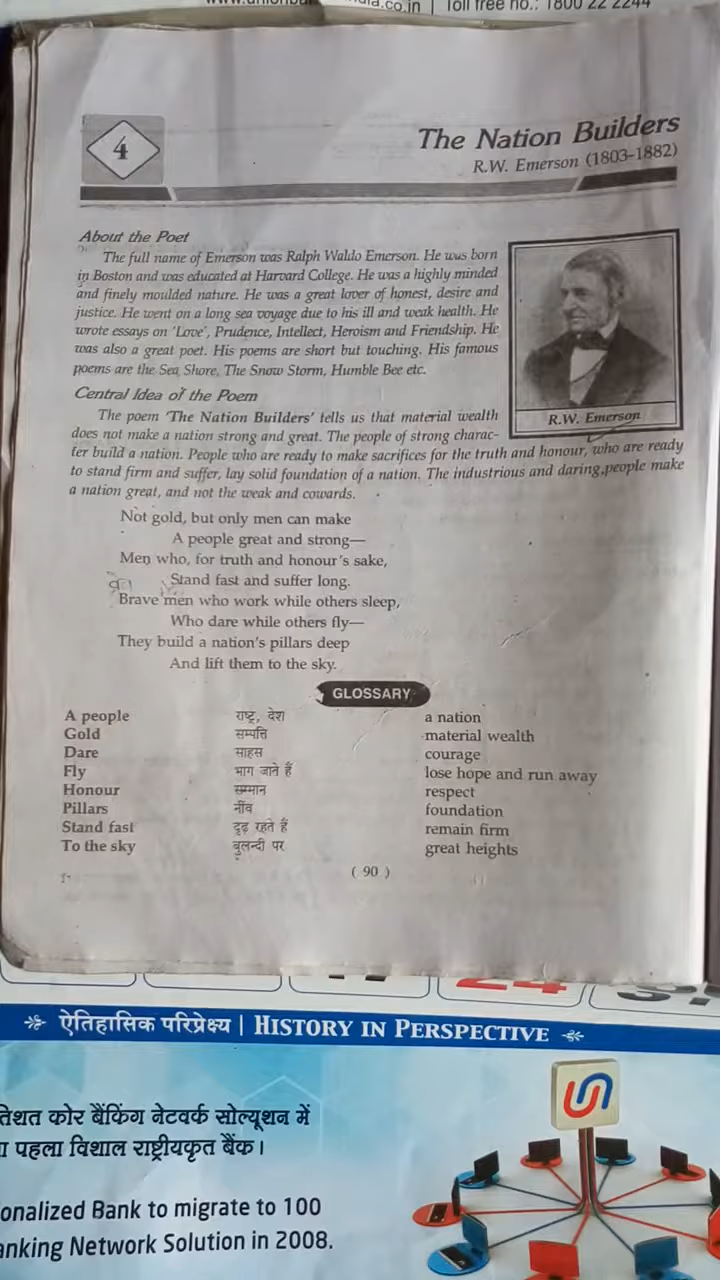 ia.co.in | Toll free no.: 1800 22 2244
4
The Nation Builders
R.W. Emerson (1803-1882)
About the Poet
The full name of Emerson was Ralph Waldo Emerson. He was born
in Boston and was educated at Harvard College. He was a highly minded
and finely moulded nature. He was a great lover of honest, desire and
justice. He went on a long sea voyage due to his ill and weak health. He
wrote essays on 'Love', Prudence, Intellect, Heroism and Friendship. He
was also a great poet. His poems are short but touching. His famous
poems are the Sea Shore, The Snow Storm, Humble Bee etc.
R.W. Emerson
Central Idea of the Poem
The poem 'The Nation Builders' tells us that material wealth
does not make a nation strong and great. The people of strong charac-
ter build a nation. People who are ready to make sacrifices for the truth and honour, who are ready
to stand firm and suffer, lay solid foundation of a nation. The industrious and daring,people make
a nation great, and not the weak and cowards.
Not gold, but only men can make
A people great and strong—
Men who, for truth and honour's sake,
Stand fast and suffer long.
Brave men who work while others sleep,
Who dare while others fly—
They build a nation's pillars deep
And lift them to the sky.
GLOSSARY
A people राष्ट्र, देश a nation
Gold सम्पत्ति material wealth
Dare साहस courage
Fly भाग जाते हैं lose hope and run away
Honour सम्मान respect
Pillars नींव foundation
Stand fast दृढ़ रहते हैं remain firm
To the sky बुलन्दी पर great heights
( 90 )
24
ऐतिहासिक परिप्रेक्ष्य | HISTORY IN PERSPECTIVE
तिशत कोर बैंकिंग नेटवर्क सोल्यूशन में
ा पहला विशाल राष्ट्रीयकृत बैंक।
onalized Bank to migrate to 100
anking Network Solution in 2008.